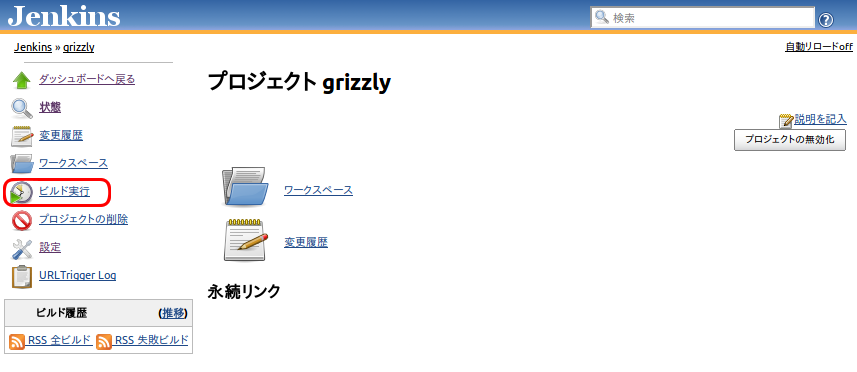 Jenkins
検索
Jenkins » grizzly
自動リロードoff
ダッシュボードへ戻る
状態
変更履歴
ワークスペース
ビルド実行
プロジェクトの削除
設定
URLTrigger Log
ビルド履歴 (推移)
RSS 全ビルド RSS 失敗ビルド
プロジェクト grizzly
説明を記入
プロジェクトの無効化
ワークスペース
変更履歴
永続リンク